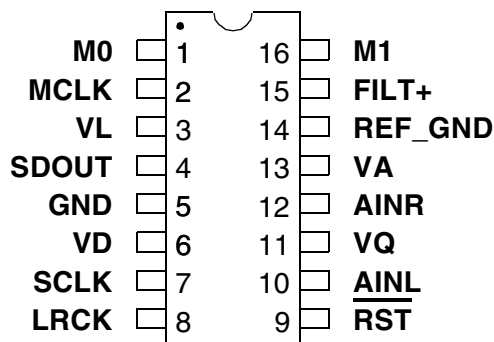 M0 1 16 M1
MCLK 2 15 FILT+
VL 3 14 REF_GND
SDOUT 4 13 VA
GND 5 12 AINR
VD 6 11 VQ
SCLK 7 10 AINL
LRCK 8 9 RST